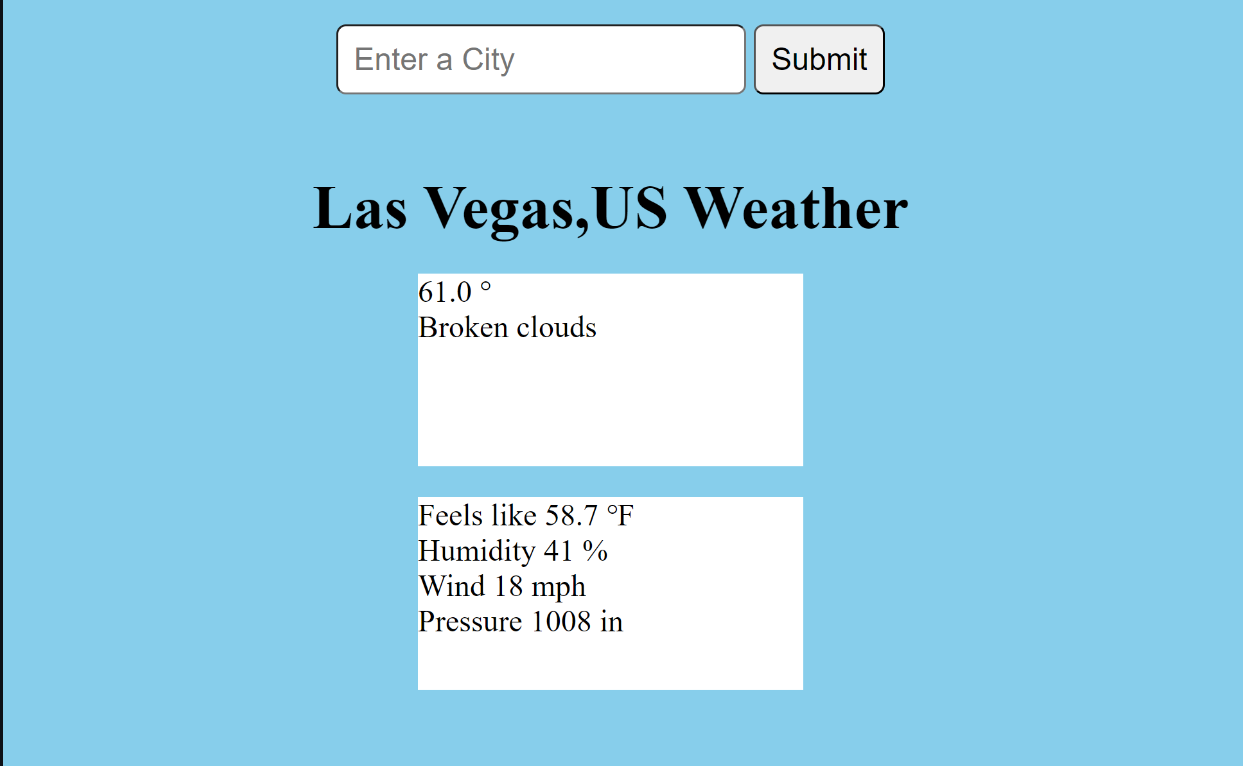 Enter a City Submit
Las Vegas,US Weather
61.0 °
Broken clouds
Feels like 58.7 °F
Humidity 41 %
Wind 18 mph
Pressure 1008 in